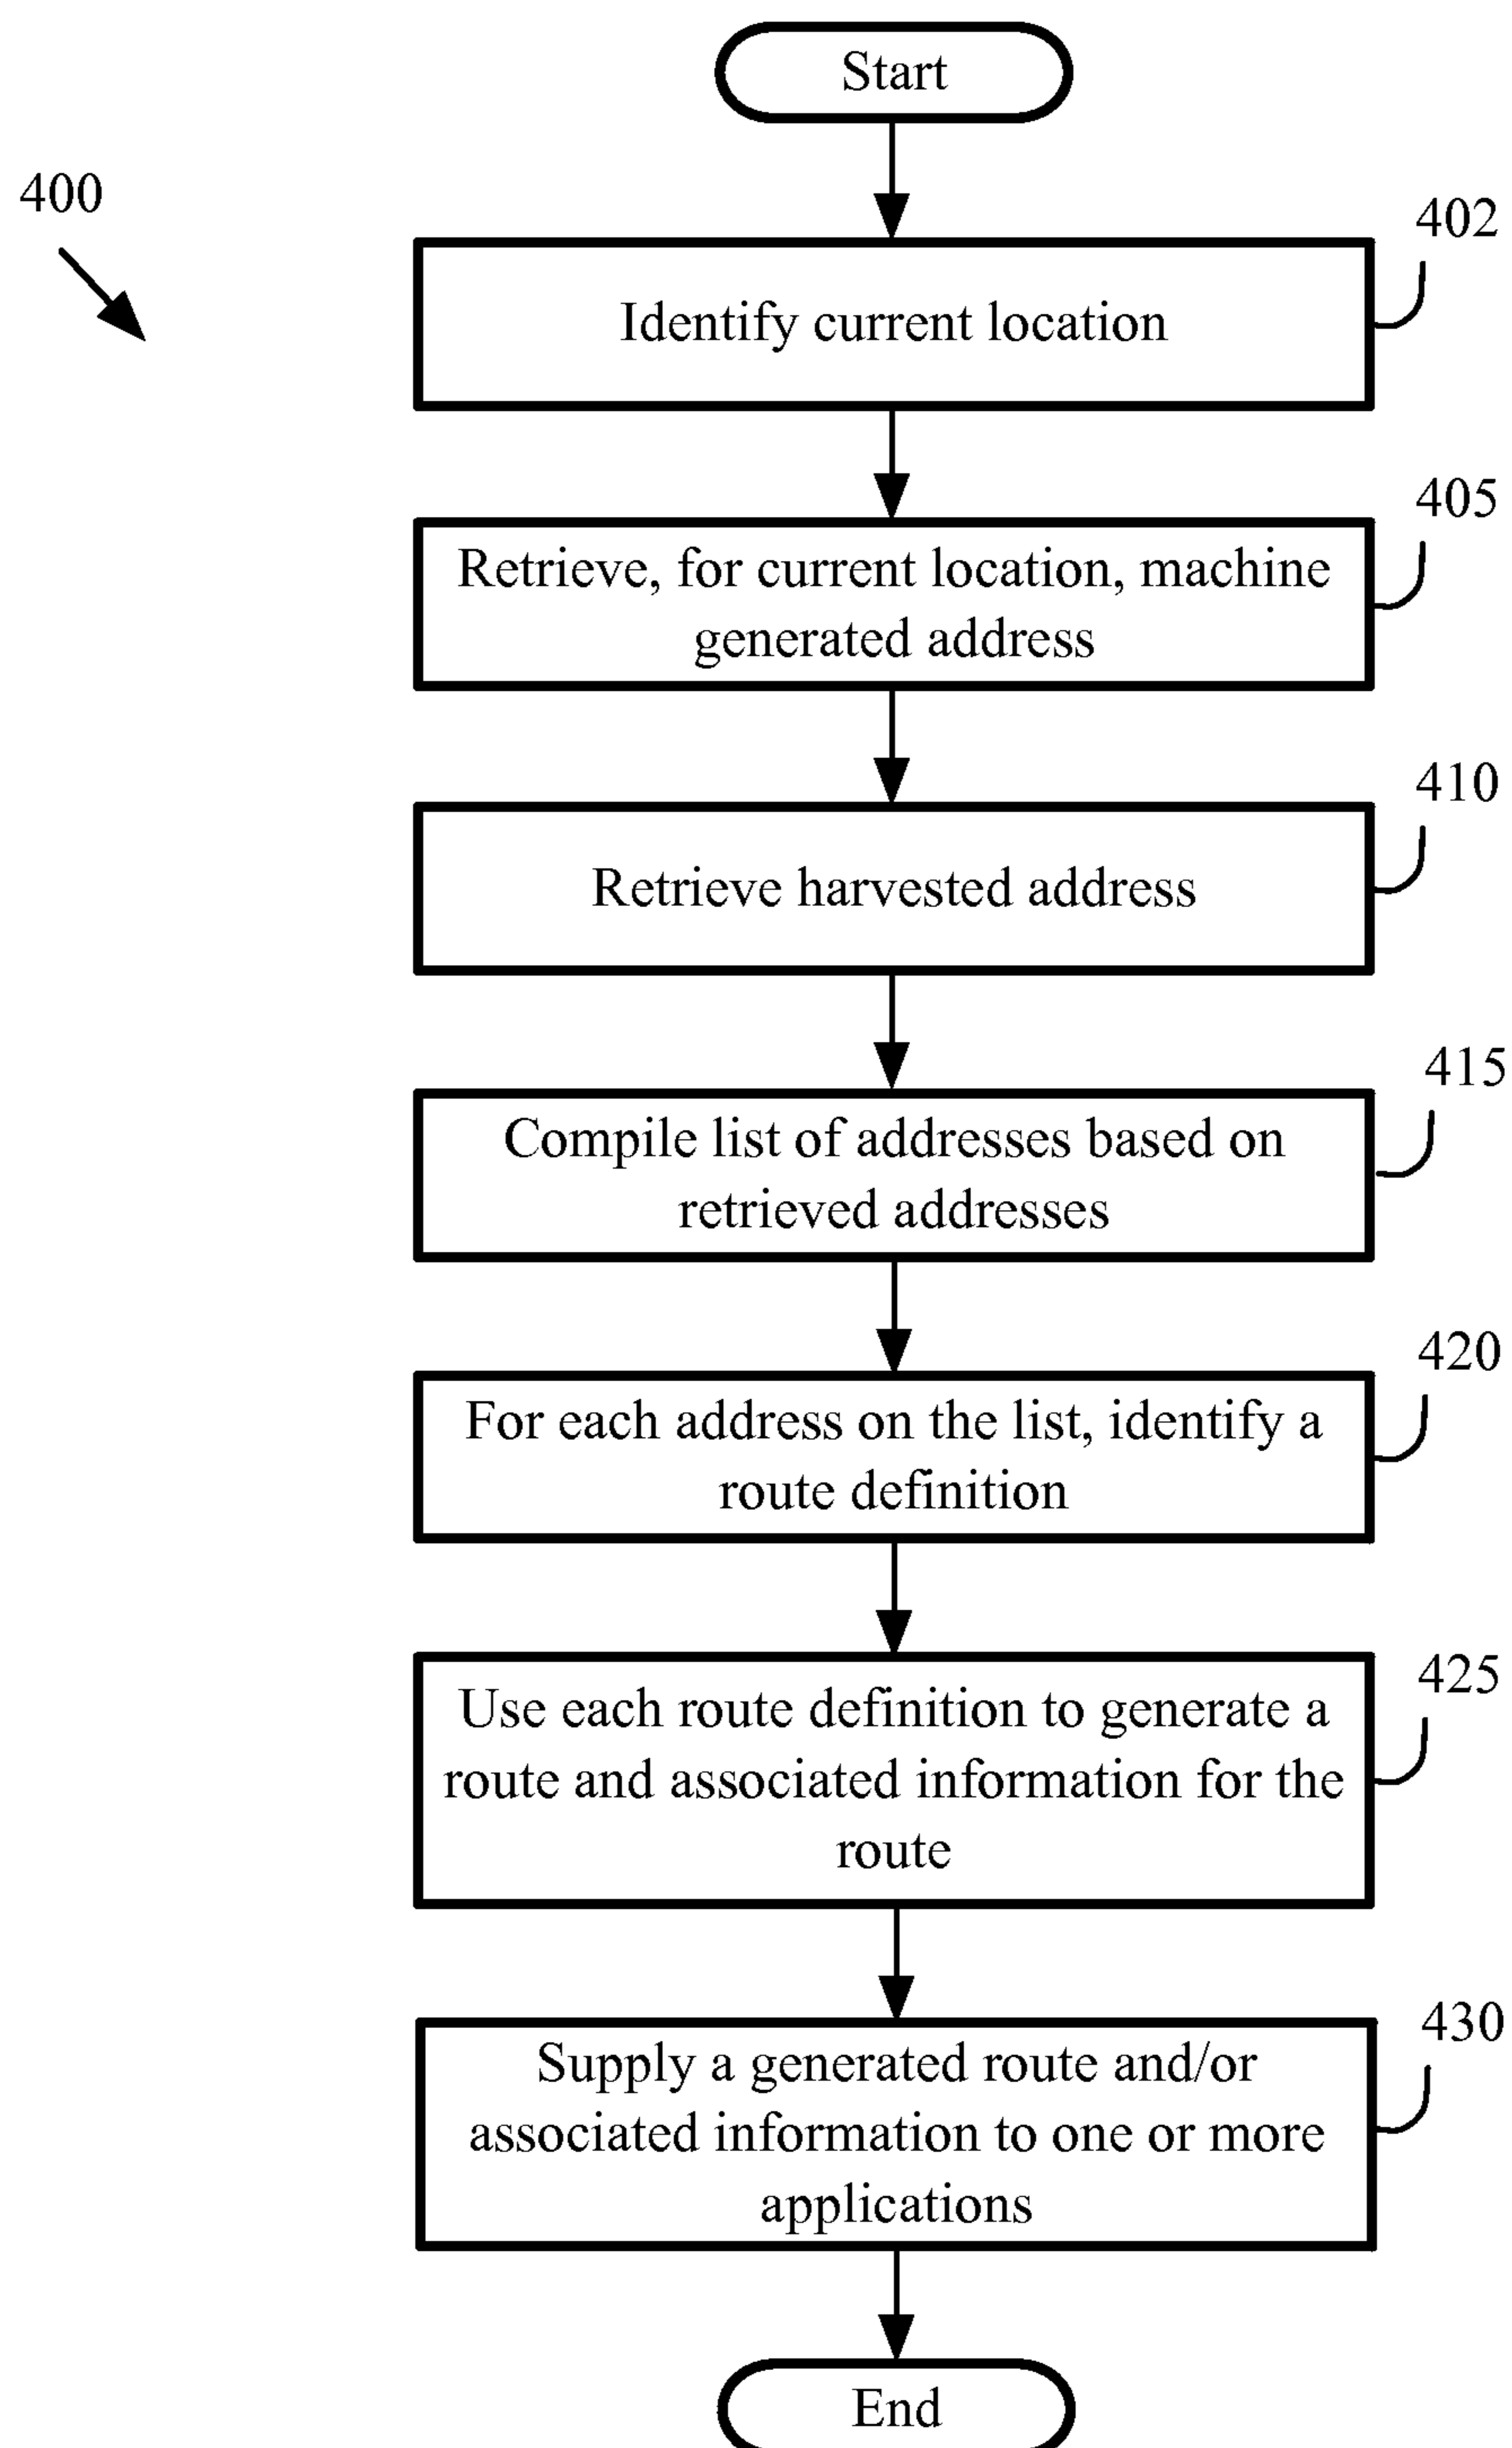 Start
400
402
Identify current location
405
Retrieve, for current location, machine
generated address
410
Retrieve harvested address
415
Compile list of addresses based on
retrieved addresses
420
For each address on the list, identify a
route definition
425
Use each route definition to generate a
route and associated information for the
route
430
Supply a generated route and/or
associated information to one or more
applications
End